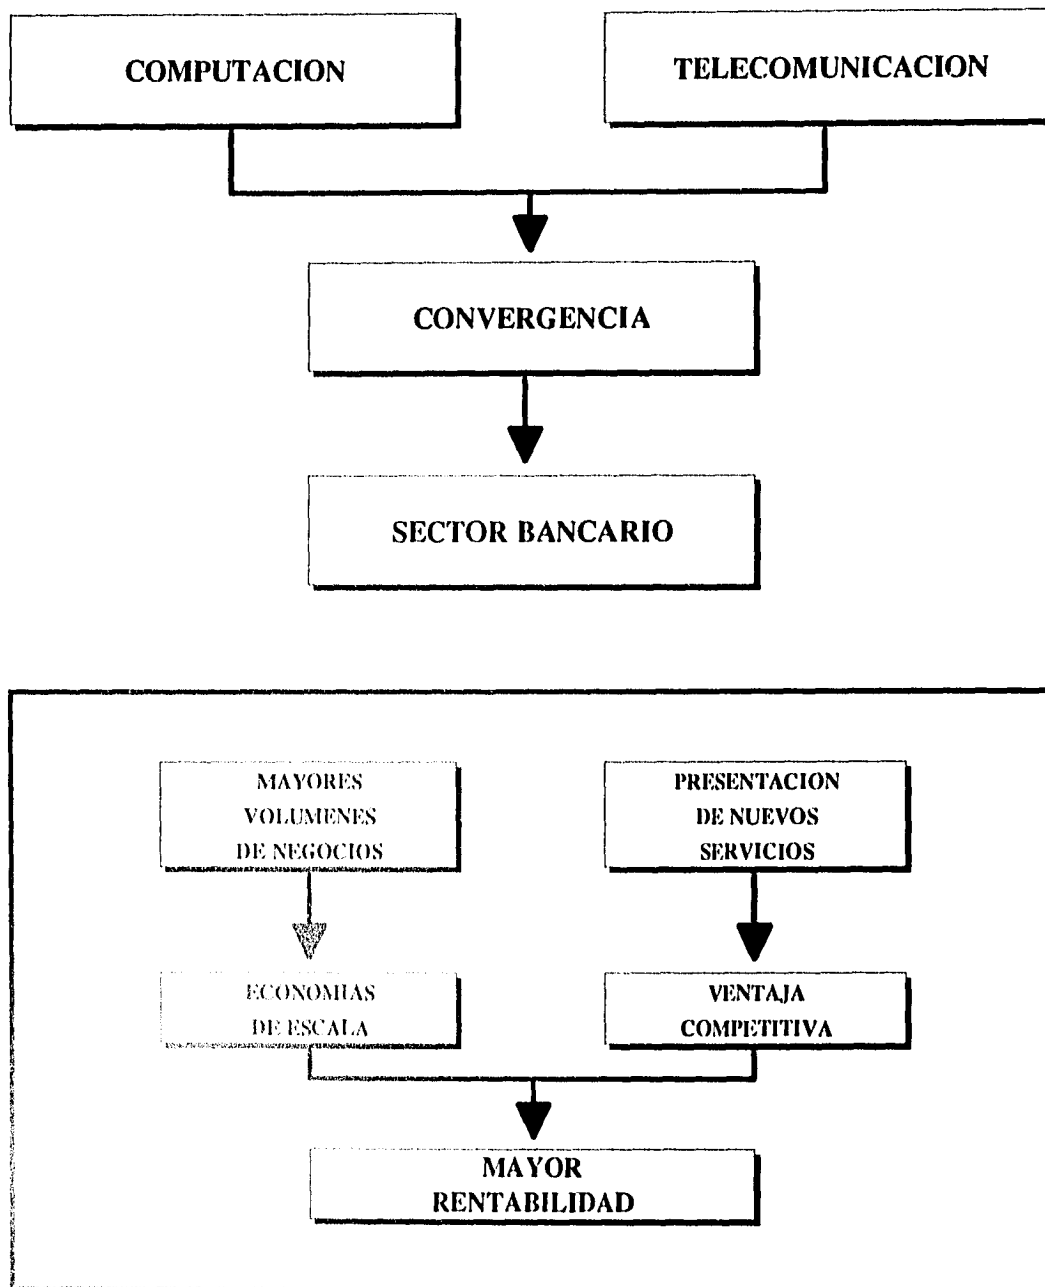 COMPUTACION
TELECOMUNICACION
CONVERGENCIA
SECTOR BANCARIO
MAYORES
VOLUMENES
DE NEGOCIOS
PRESENTACION
DE NUEVOS
SERVICIOS
ECONOMIAS
DE ESCALA
VENTAJA
COMPETITIVA
MAYOR
RENTABILIDAD